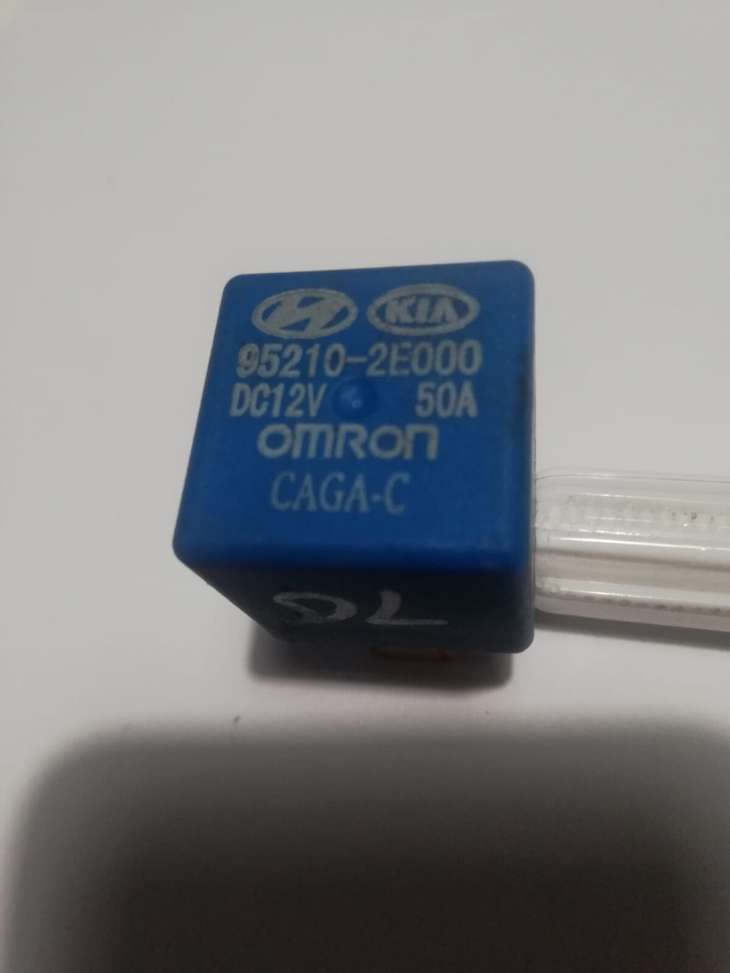 KIA
95210-2E000
DC12V 50A
omron
CAGA-C